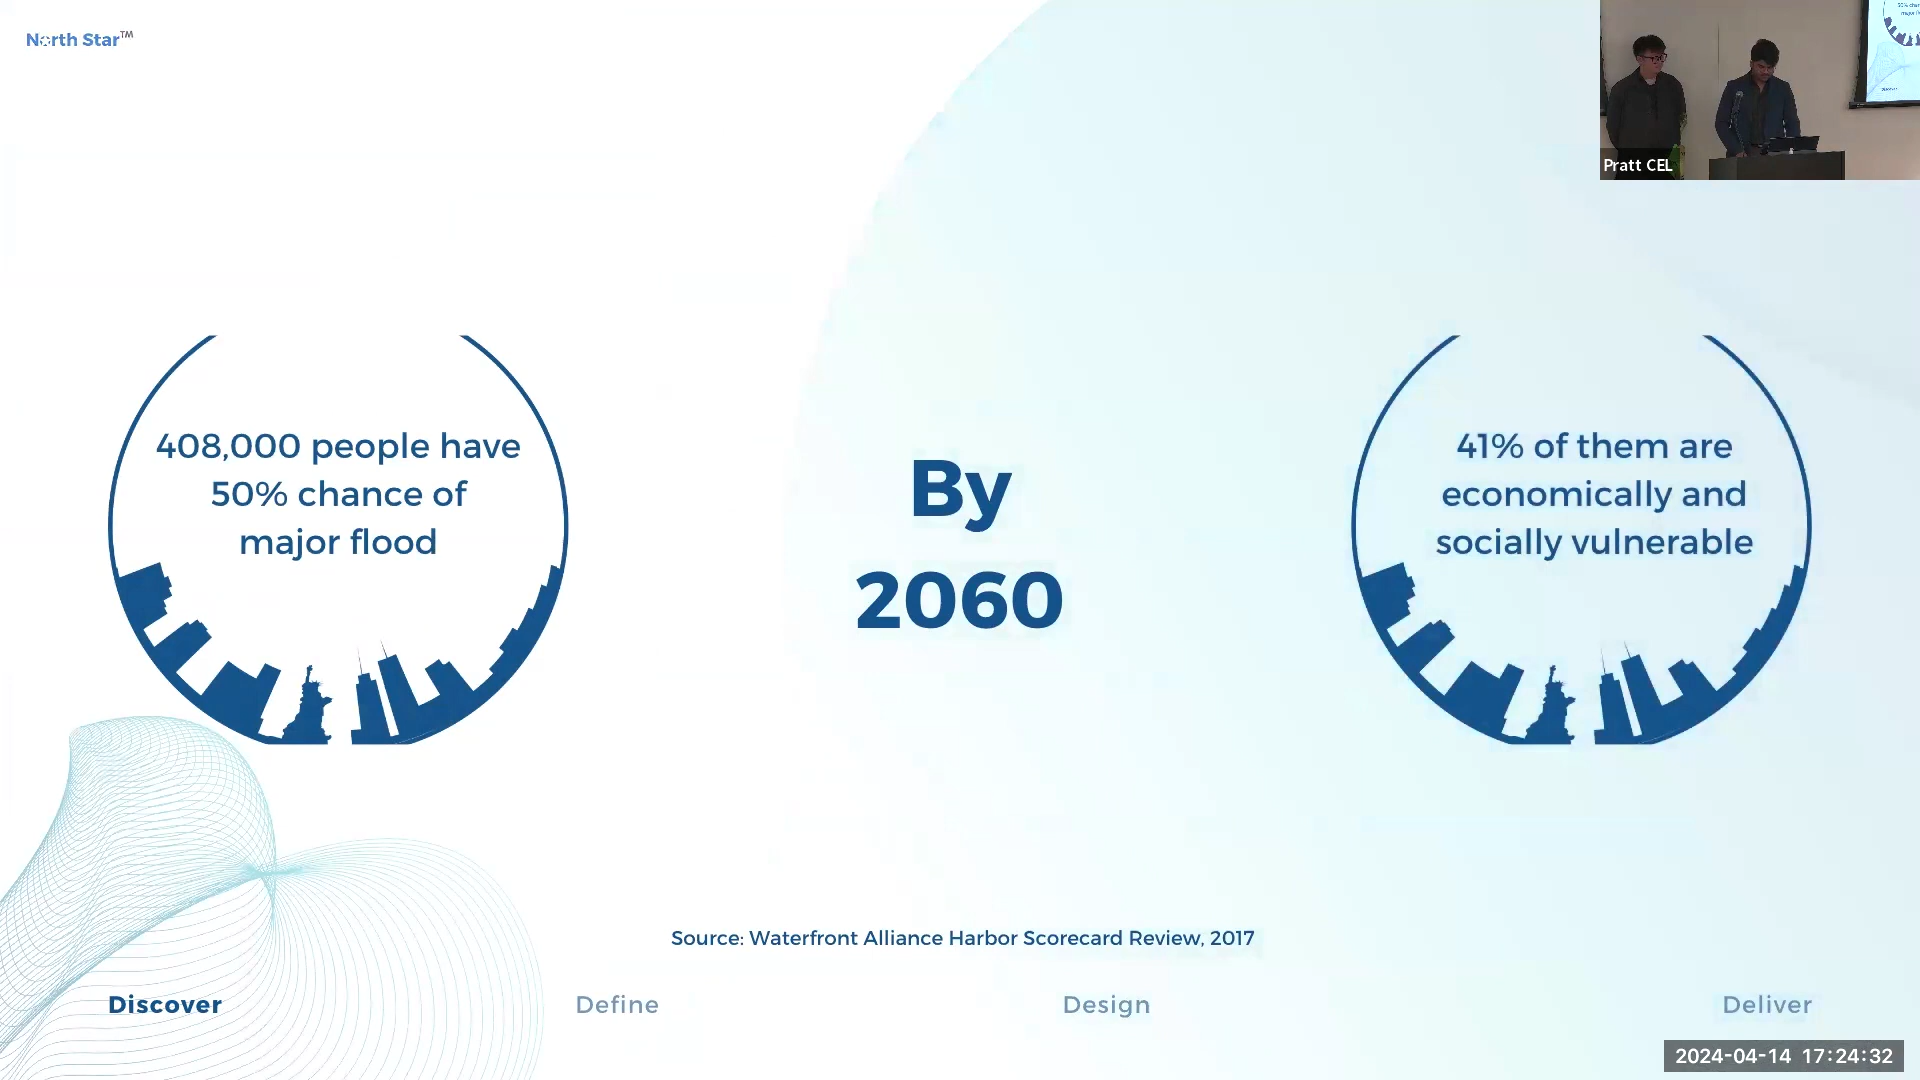 North Star™
Pratt CEL
408,000 people have
50% chance of
major flood
By
2060
41% of them are
economically and
socially vulnerable
Source: Waterfront Alliance Harbor Scorecard Review, 2017
Discover
Define
Design
Deliver
2024-04-14 17:24:32